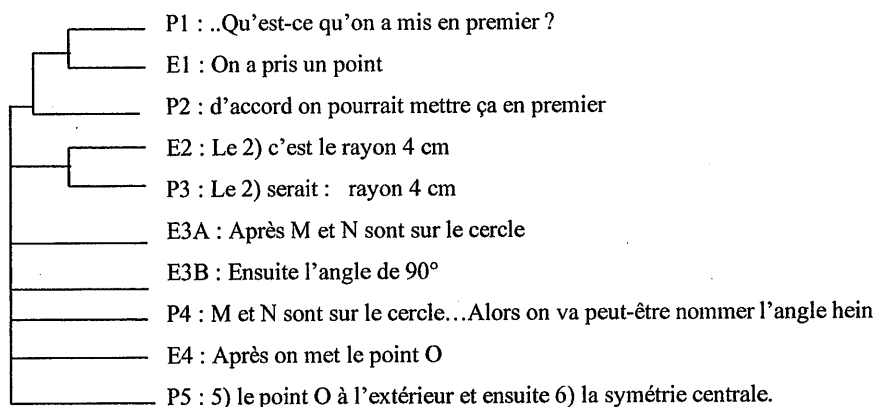 P1 : ..Qu'est-ce qu'on a mis en premier ?
E1 : On a pris un point
P2 : d'accord on pourrait mettre ça en premier
E2 : Le 2) c'est le rayon 4 cm
P3 : Le 2) serait : rayon 4 cm
E3A : Après M et N sont sur le cercle
E3B : Ensuite l'angle de 90°
P4 : M et N sont sur le cercle…Alors on va peut-être nommer l'angle hein
E4 : Après on met le point O
P5 : 5) le point O à l'extérieur et ensuite 6) la symétrie centrale.